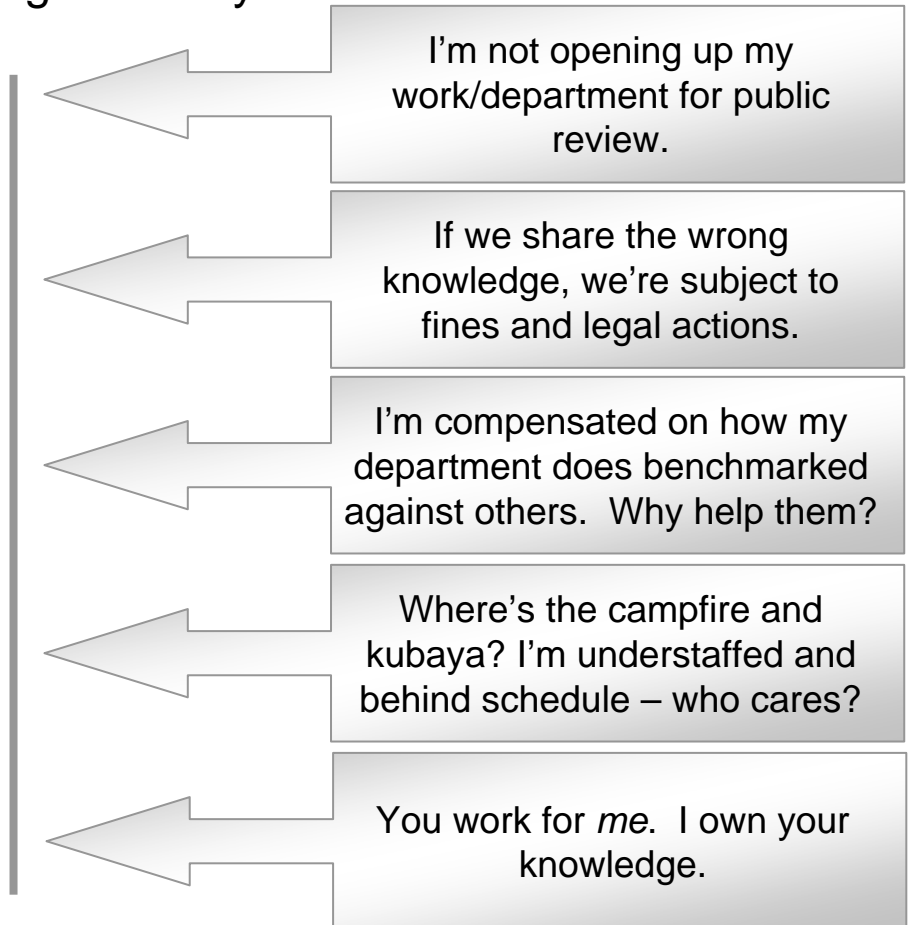 I'm not opening up my
work/department for public
review.
If we share the wrong
knowledge, we're subject to
fines and legal actions.
I'm compensated on how my
department does benchmarked
against others.  Why help them?
Where's the campfire and
kubaya? I'm understaffed and
behind schedule – who cares?
You work for me.  I own your
knowledge.